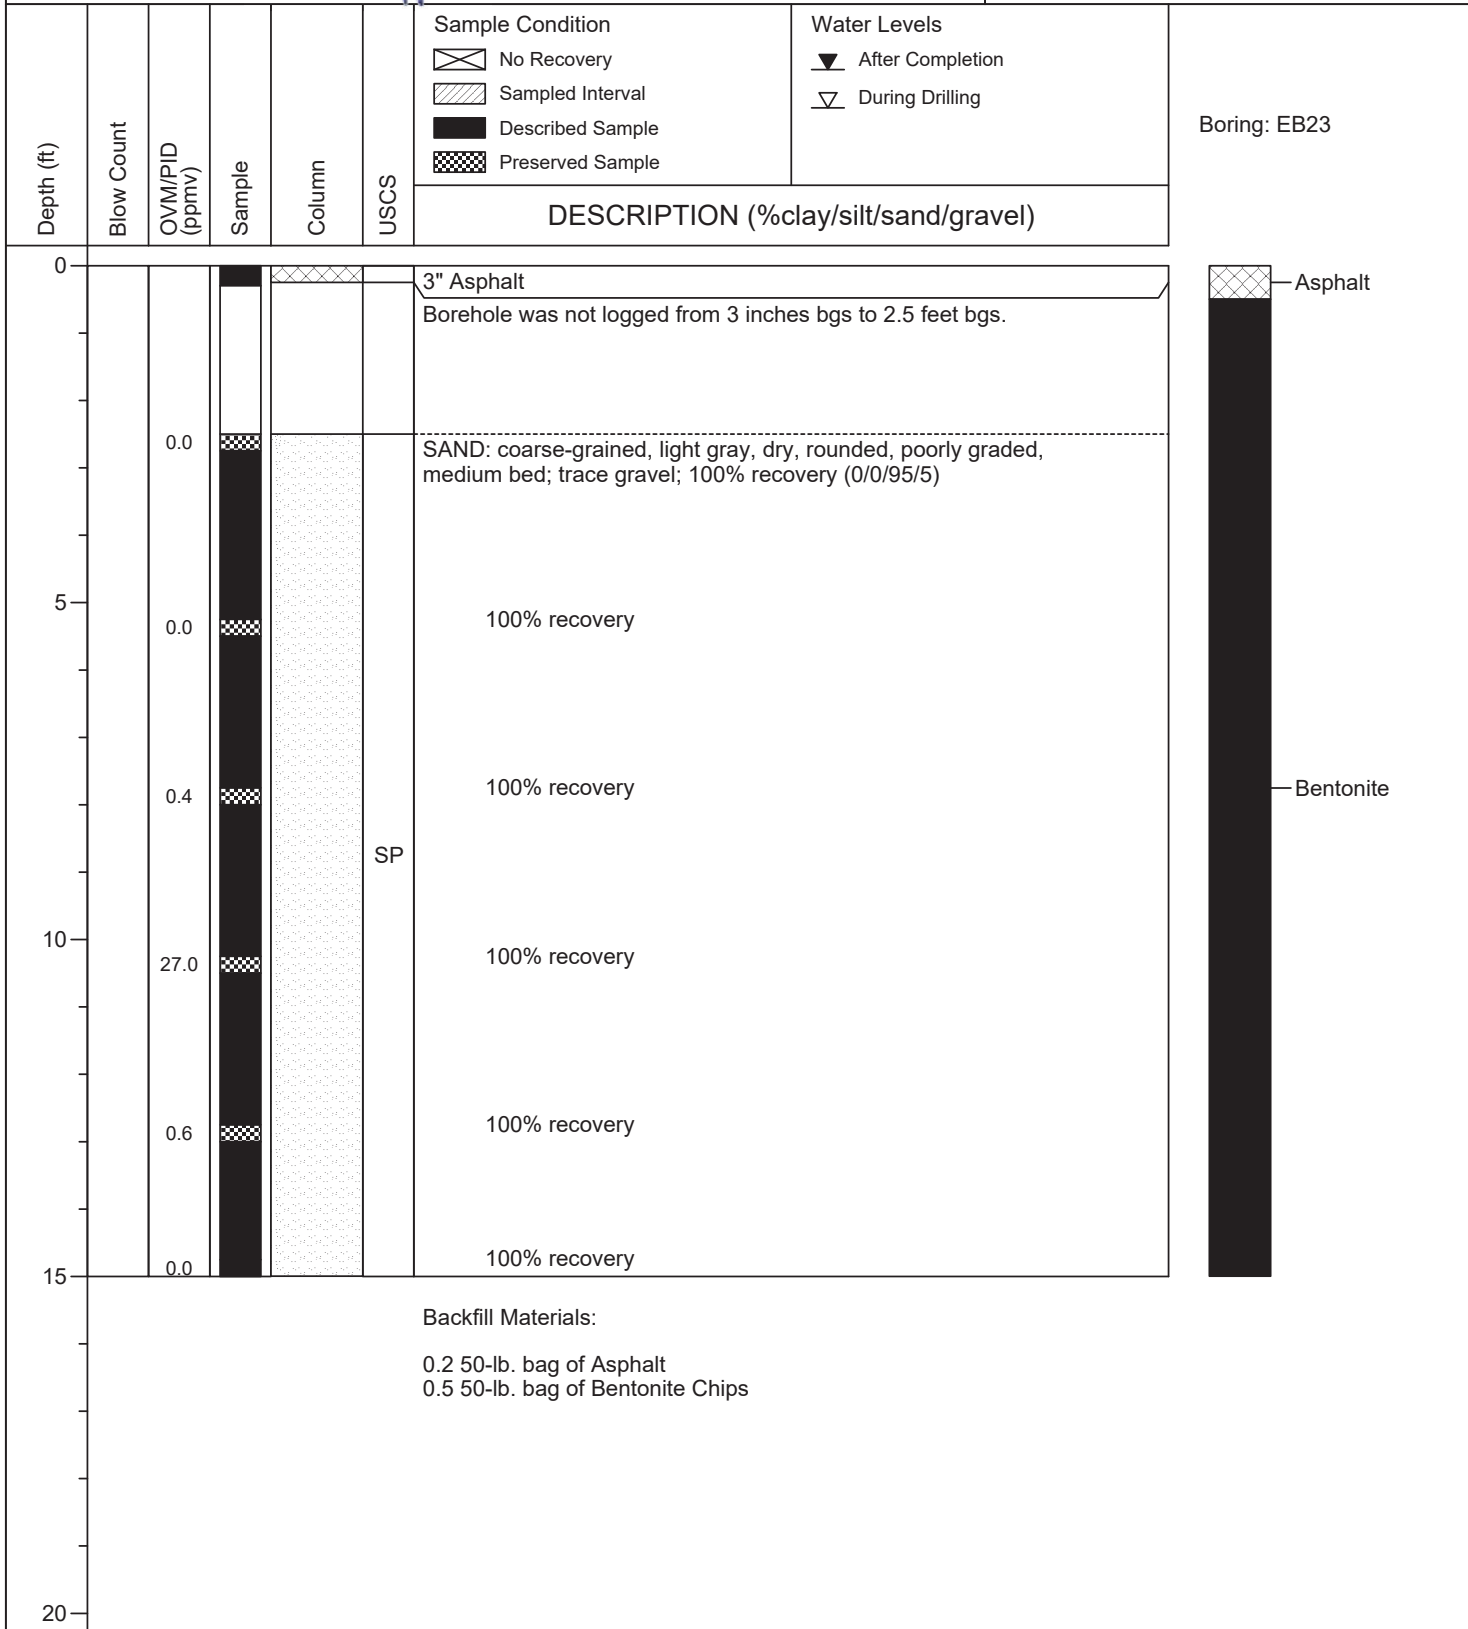 Sample Condition
No Recovery
Sampled Interval
Described Sample
Preserved Sample
Water Levels
After Completion
During Drilling
Boring: EB23
Depth (ft)
Blow Count
OVM/PID
(ppmv)
Sample
Column
USCS
DESCRIPTION (%clay/silt/sand/gravel)
0
3" Asphalt
Asphalt
Borehole was not logged from 3 inches bgs to 2.5 feet bgs.
0.0
SAND: coarse-grained, light gray, dry, rounded, poorly graded,
medium bed; trace gravel; 100% recovery (0/0/95/5)
5
0.0
100% recovery
0.4
100% recovery
Bentonite
SP
10
27.0
100% recovery
0.6
100% recovery
0.0
100% recovery
15
Backfill Materials:
0.2 50-lb. bag of Asphalt
0.5 50-lb. bag of Bentonite Chips
20